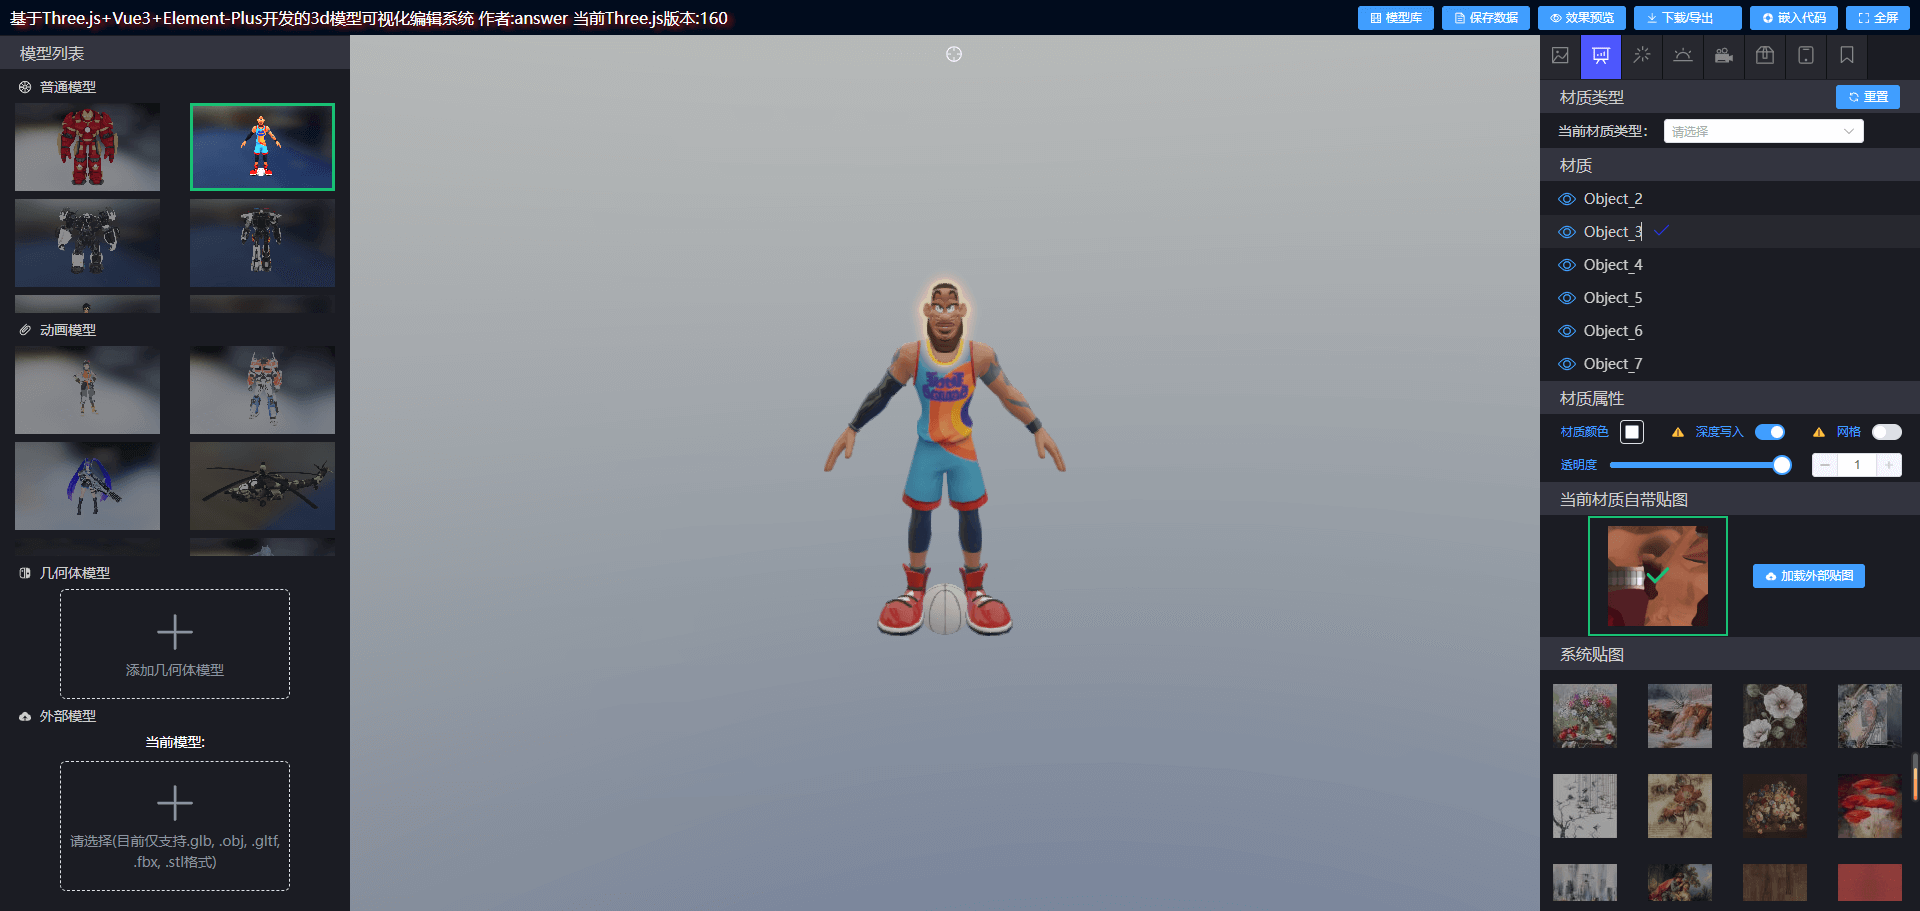 基于Three.js+Vue3+Element-Plus开发的3d模型可视化编辑系统 作者:answer 当前Three.js版本:160
模型库
保存数据
效果预览
下载/导出
嵌入代码
全屏
模型列表
普通模型
动画模型
几何体模型
添加几何体模型
外部模型
当前模型:
请选择(目前仅支持.glb, .obj, .gltf,
.fbx, .stl格式)
材质类型
重置
当前材质类型：
请选择
材质
Object_2
Object_3
Object_4
Object_5
Object_6
Object_7
材质属性
材质颜色
深度写入
网格
透明度
1
当前材质自带贴图
加载外部贴图
系统贴图